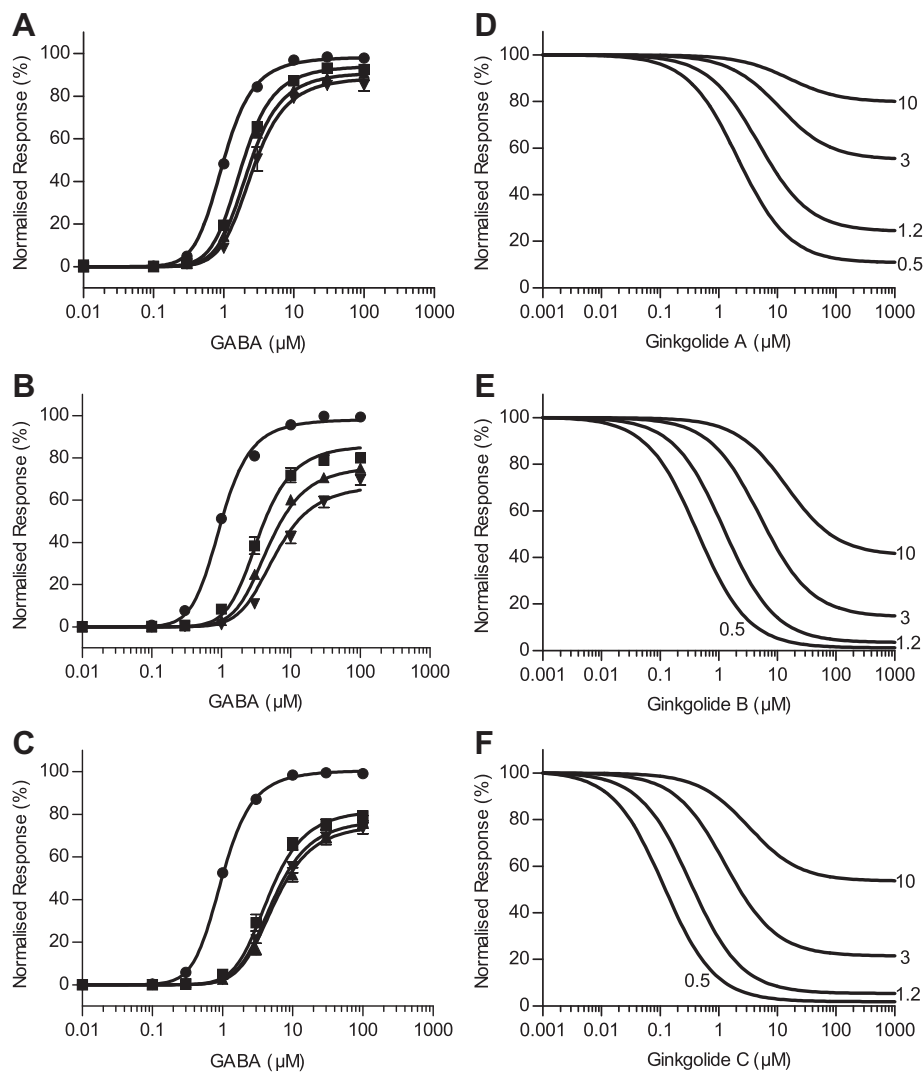 A
Normalised Response (%)
100
80
60
40
20
0
0.01 0.1 1 10 100 1000
GABA (µM)
D
Normalised Response (%)
100
80
60
40
20
0
10
3
1.2
0.5
0.001 0.01 0.1 1 10 100 1000
Ginkgolide A (µM)
B
Normalised Response (%)
100
80
60
40
20
0
0.01 0.1 1 10 100 1000
GABA (µM)
E
Normalised Response (%)
100
80
60
40
20
0
10
3
0.5
1.2
0.001 0.01 0.1 1 10 100 1000
Ginkgolide B (µM)
C
Normalised Response (%)
100
80
60
40
20
0
0.01 0.1 1 10 100 1000
GABA (µM)
F
Normalised Response (%)
100
80
60
40
20
0
10
3
0.5
1.2
0.001 0.01 0.1 1 10 100 1000
Ginkgolide C (µM)